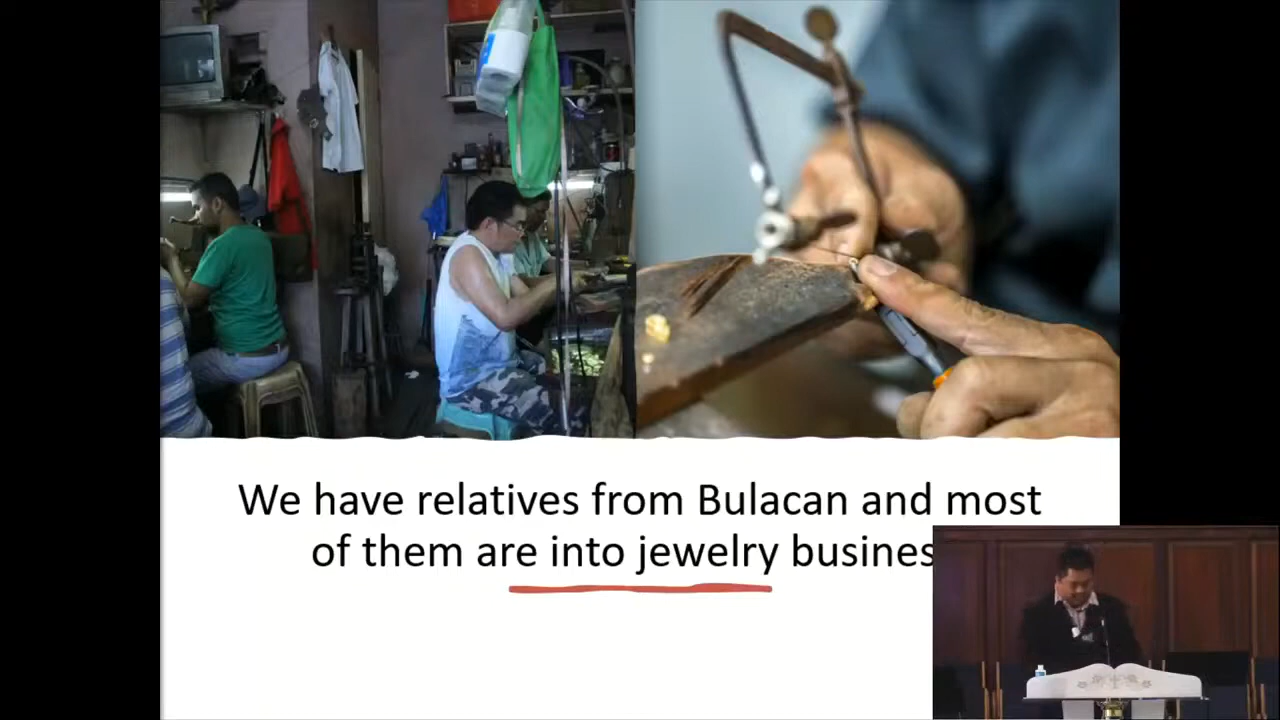 We have relatives from Bulacan and most
of them are into jewelry busines